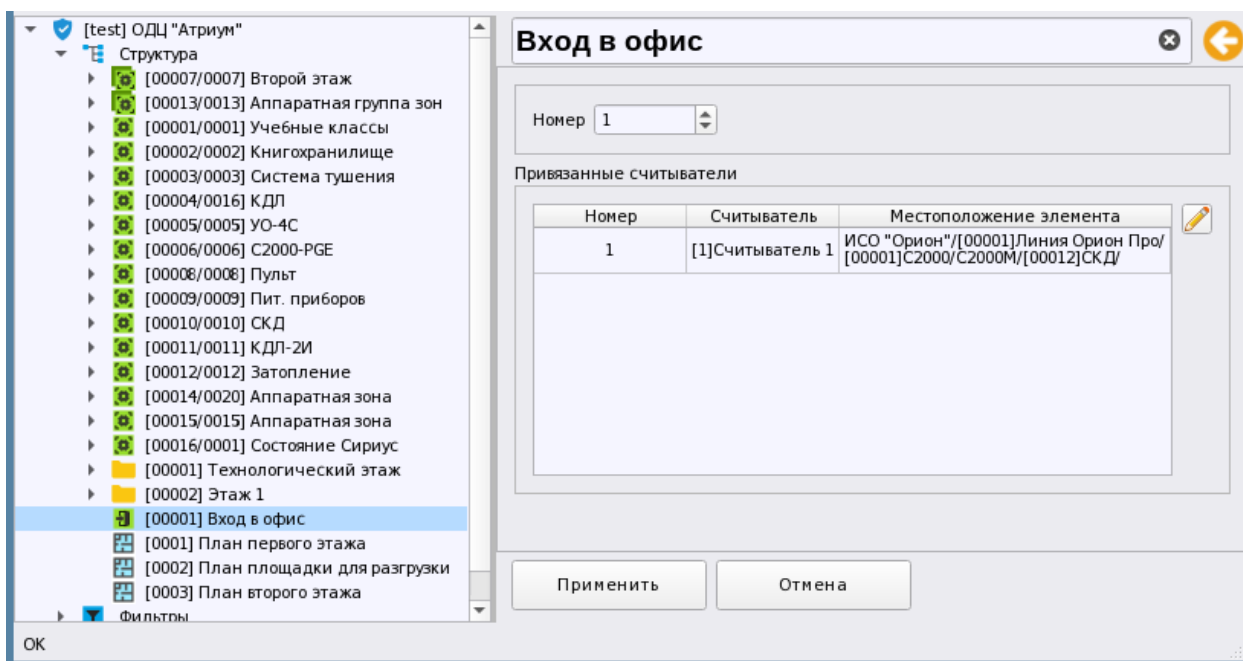 [test] ОДЦ "Атриум"
Структура
[00007/0007] Второй этаж
[00013/0013] Аппаратная группа зон
[00001/0001] Учебные классы
[00002/0002] Книгохранилище
[00003/0003] Система тушения
[00004/0016] КДЛ
[00005/0005] УО-4С
[00006/0006] С2000-PGE
[00008/0008] Пульт
[00009/0009] Пит. приборов
[00010/0010] СКД
[00011/0011] КДЛ-2И
[00012/0012] Затопление
[00014/0020] Аппаратная зона
[00015/0015] Аппаратная зона
[00016/0001] Состояние Сириус
[00001] Технологический этаж
[00002] Этаж 1
[00001] Вход в офис
[0001] План первого этажа
[0002] План площадки для разгрузки
[0003] План второго этажа
Фильтры
OK
Вход в офис
Номер 1
Привязанные считыватели
Номер Считыватель Местоположение элемента
1 [1]Считыватель 1 ИСО "Орион"/[00001]Линия Орион Про/
[00001]С2000/С2000М/[00012]СКД/
Применить Отмена